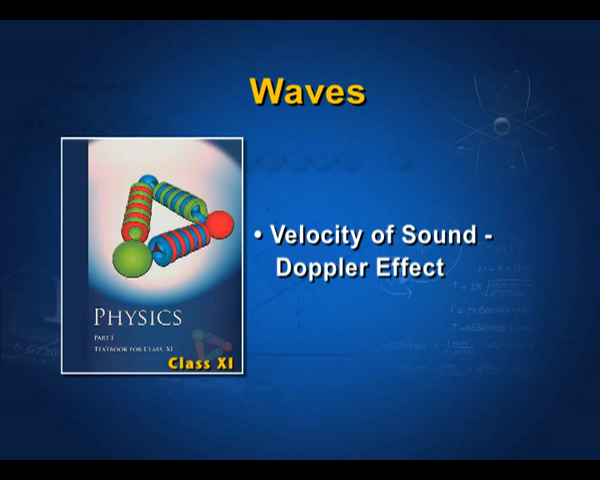 Waves
• Velocity of Sound -
Doppler Effect
PHYSICS
PART I
TEXTBOOK FOR CLASS XI
Class XI